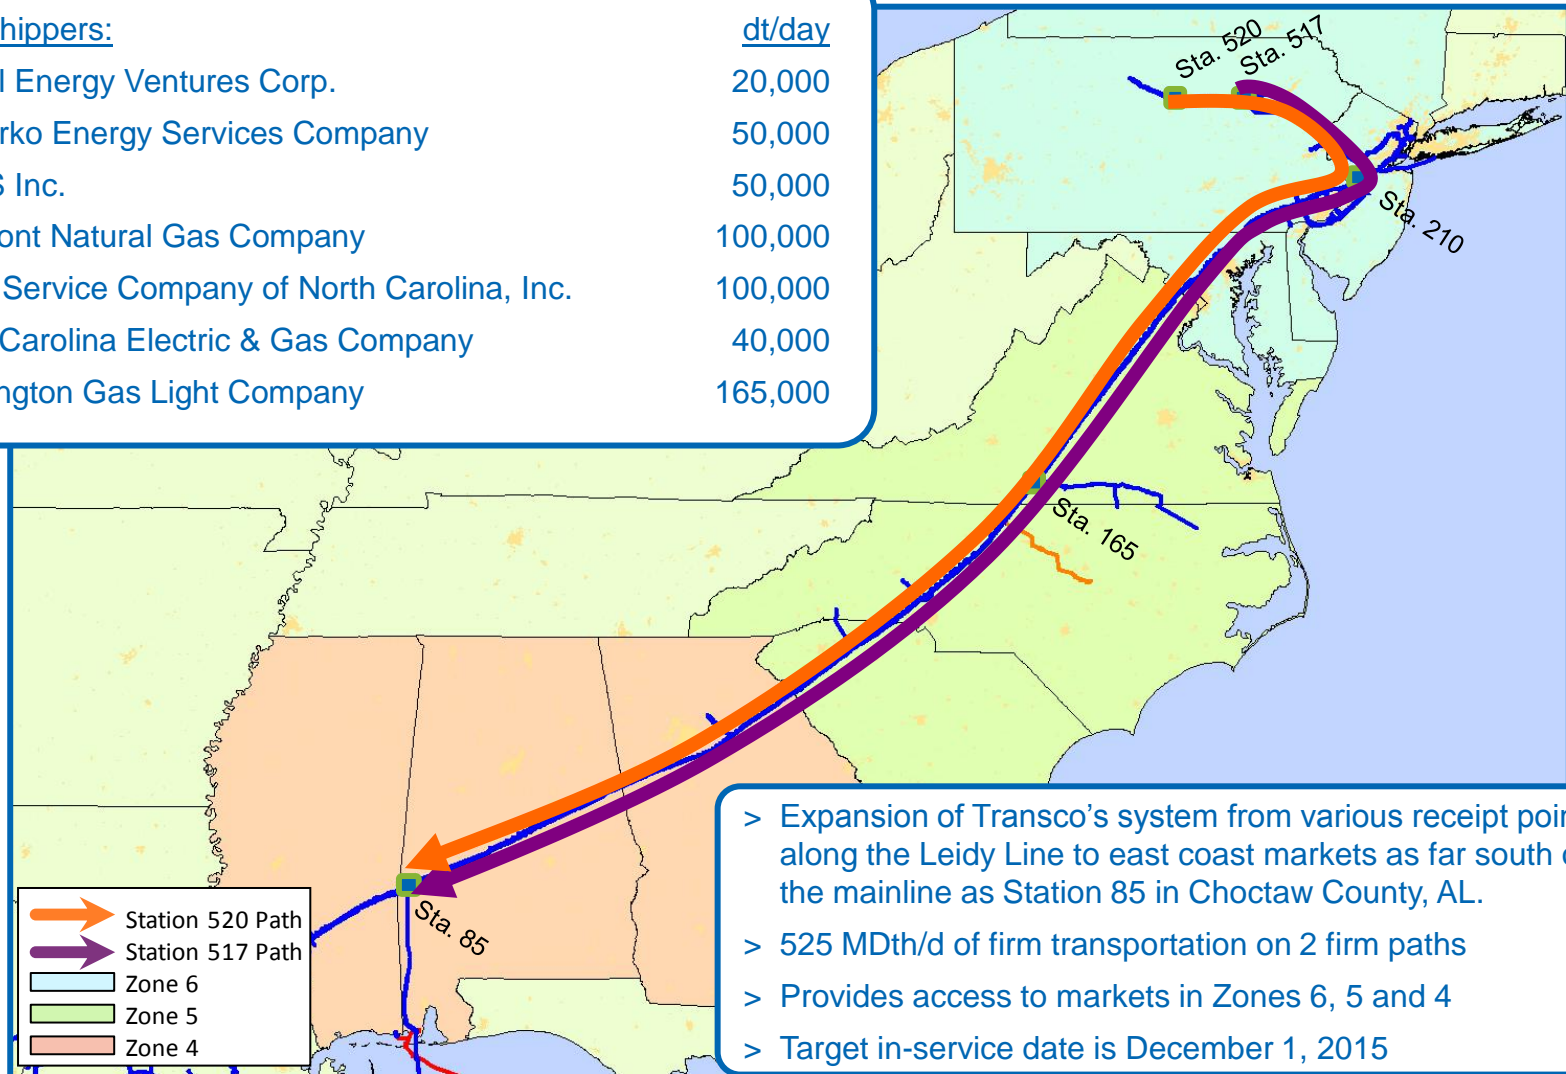 hippers: dt/day
l Energy Ventures Corp. 20,000
rko Energy Services Company 50,000
S Inc. 50,000
ont Natural Gas Company 100,000
Service Company of North Carolina, Inc. 100,000
Carolina Electric & Gas Company 40,000
ngton Gas Light Company 165,000
Sta. 520
Sta. 517
Sta. 210
Sta. 165
Sta. 85
Station 520 Path
Station 517 Path
Zone 6
Zone 5
Zone 4
> Expansion of Transco’s system from various receipt poin
along the Leidy Line to east coast markets as far south o
the mainline as Station 85 in Choctaw County, AL.
> 525 MDth/d of firm transportation on 2 firm paths
> Provides access to markets in Zones 6, 5 and 4
> Target in-service date is December 1, 2015